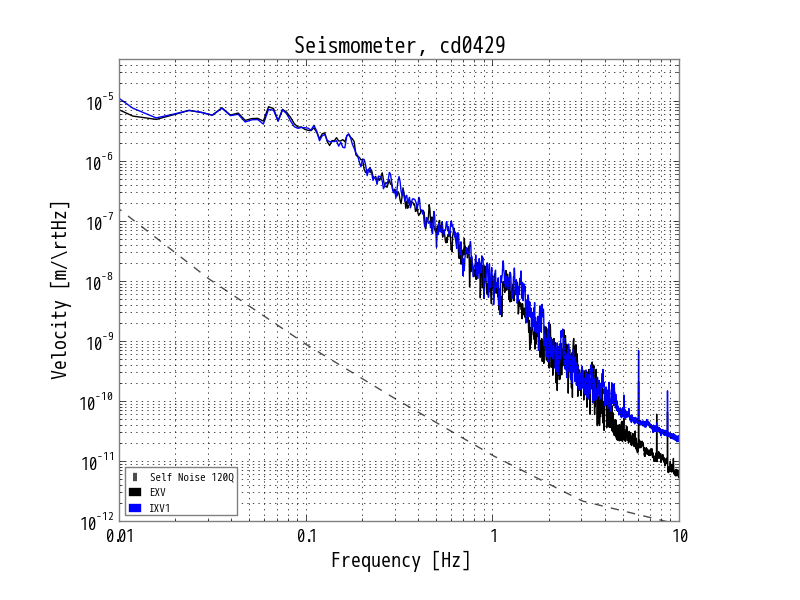 Seismometer, cd0429
Velocity [m/\rtHz]
10^-5
10^-6
10^-7
10^-8
10^-9
10^-10
10^-11
10^-12
Self Noise 120Q
EXV
IXV1
0.01
0.1
1
10
Frequency [Hz]